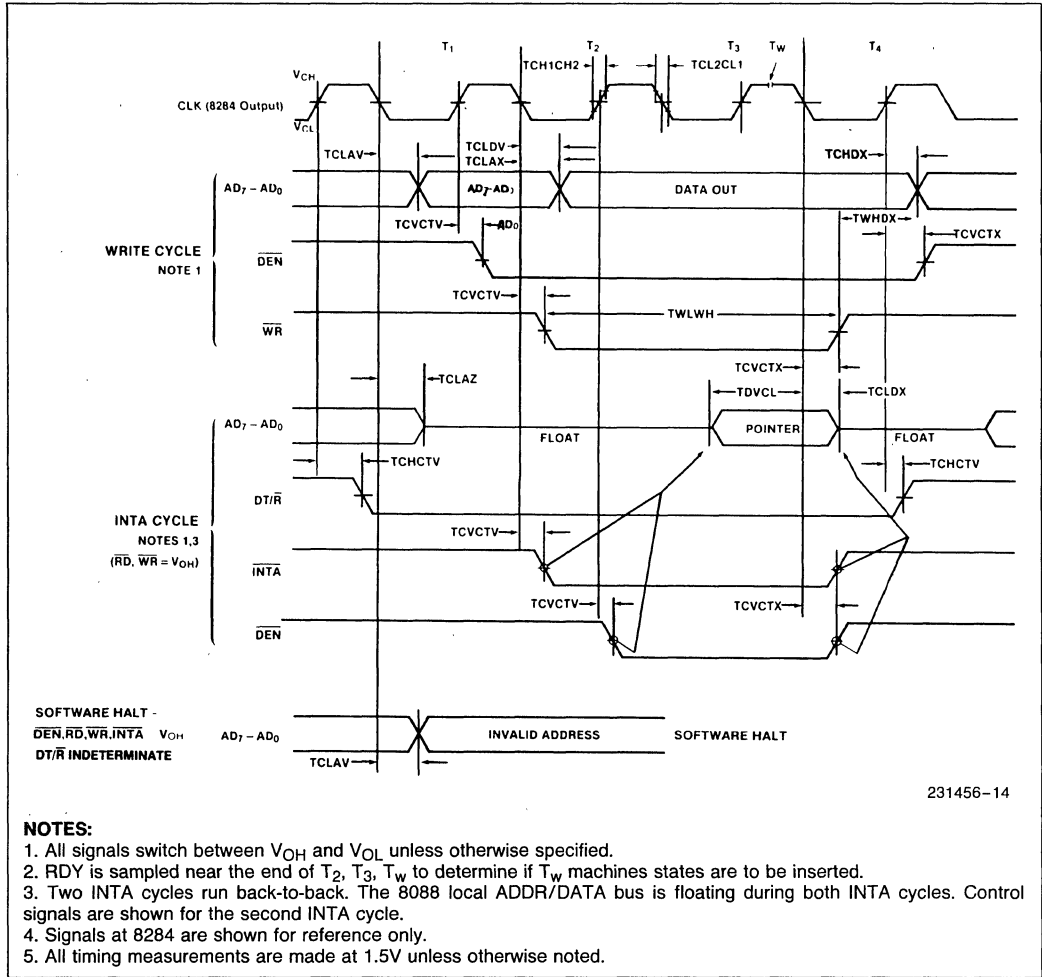 T1 T2 T3 TW T4
TCH1CH2 TCL2CL1
VCH
CLK (8284 Output)
VCL
TCLAV TCLDV TCHDX
TCLAX
AD7-AD0 AD7-AD DATA OUT
TCVCTV AD0 TWHDX
TCVCTX
WRITE CYCLE
NOTE 1
DEN
TCVCTV TWLWH
WR
TCVCTX
TCLAZ TDVCL TCLDX
AD7-AD0 FLOAT POINTER FLOAT
TCHCTV TCHCTV
DT/R
INTA CYCLE
NOTES 1,3
(RD, WR = VOH)
TCVCTV
INTA
TCVCTV TCVCTX
DEN
SOFTWARE HALT -
DEN,RD,WR,INTA VOH AD7-AD0 INVALID ADDRESS SOFTWARE HALT
DT/R INDETERMINATE
TCLAV
231456-14
NOTES:
1. All signals switch between VOH and VOL unless otherwise specified.
2. RDY is sampled near the end of T2, T3, Tw to determine if Tw machines states are to be inserted.
3. Two INTA cycles run back-to-back. The 8088 local ADDR/DATA bus is floating during both INTA cycles. Control
signals are shown for the second INTA cycle.
4. Signals at 8284 are shown for reference only.
5. All timing measurements are made at 1.5V unless otherwise noted.